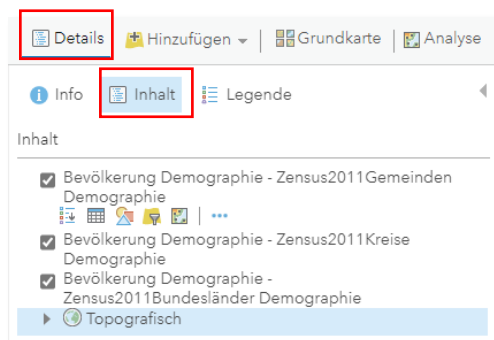 Details Hinzufügen Grundkarte Analyse
Info Inhalt Legende
Inhalt
Bevölkerung Demographie - Zensus2011Gemeinden
Demographie
Bevölkerung Demographie - Zensus2011Kreise
Demographie
Bevölkerung Demographie -
Zensus2011Bundesländer Demographie
Topografisch